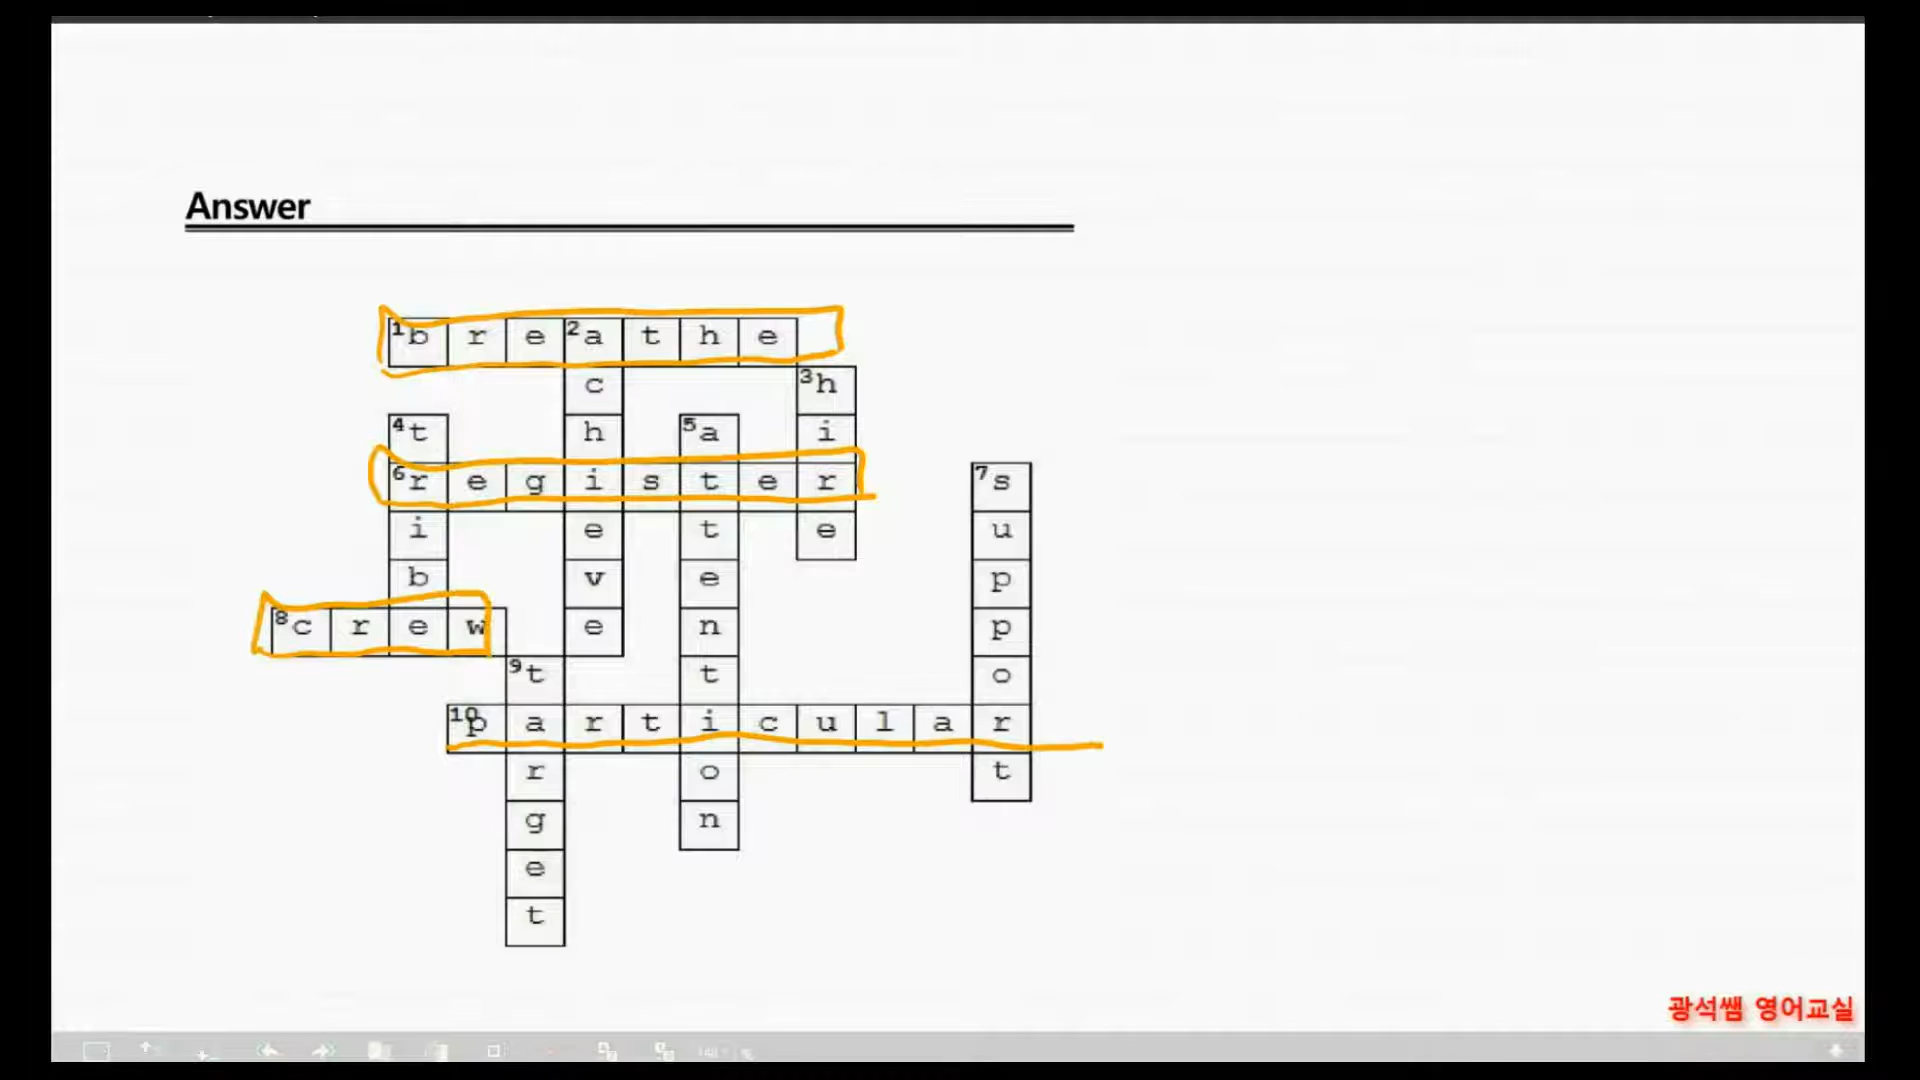 Answer
1b r e 2a t h e
c 3h
4t h 5a i
6r e g i s t e r 7s
i e t e u
b v e p
8c r e w e n p
9t t o
10p a r t i c u l a r
r o t
g n
e
t
광석쌤 영어교실